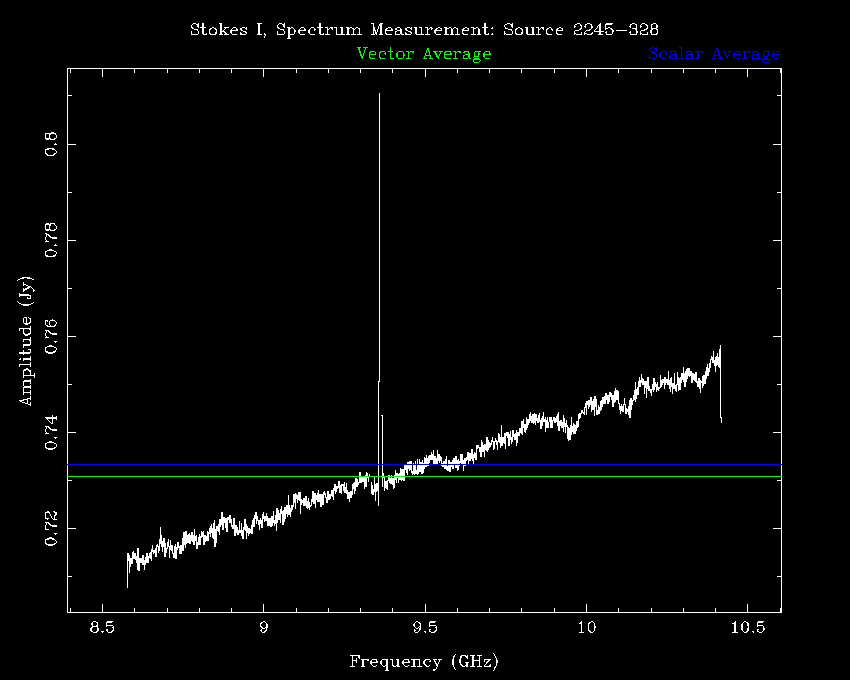 Stokes I, Spectrum Measurement: Source 2245-328
Vector Average Scalar Average
0.8
0.78
0.76
0.74
0.72
Amplitude (Jy)
8.5 9 9.5 10 10.5
Frequency (GHz)